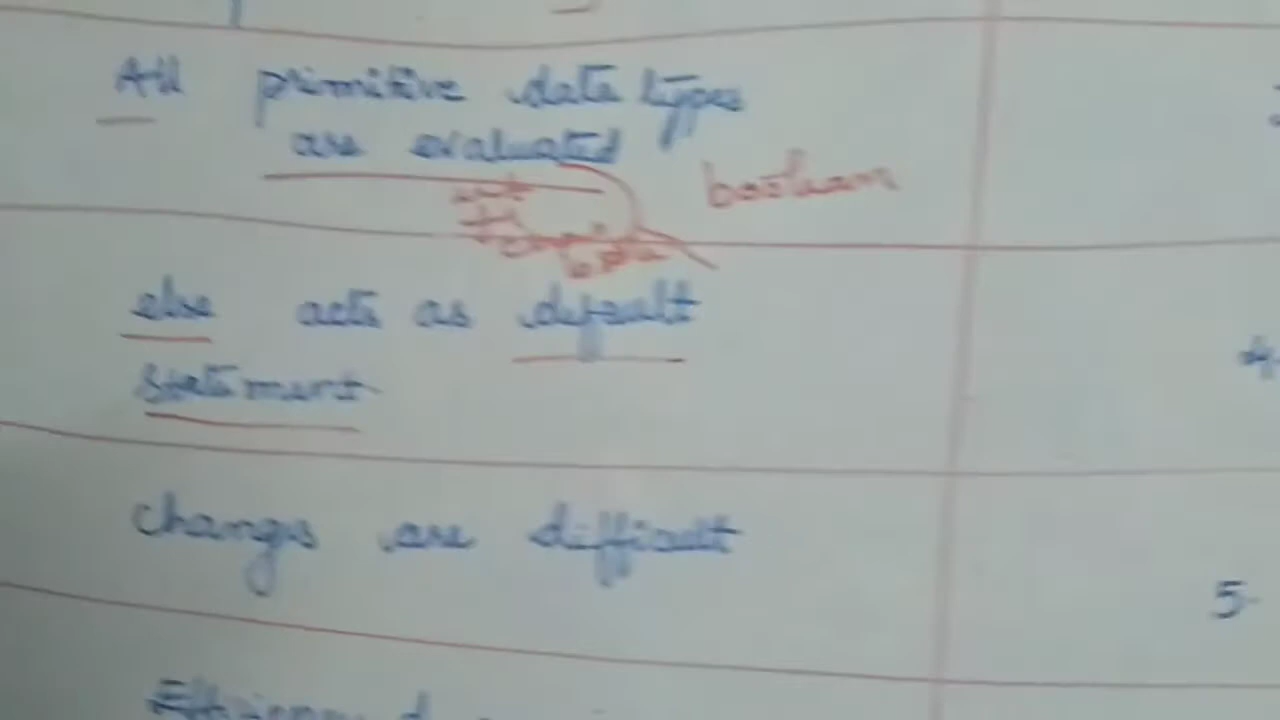 All primitive data types
are evaluated
boolean
else acts as default
statement
Changes are difficult
5-